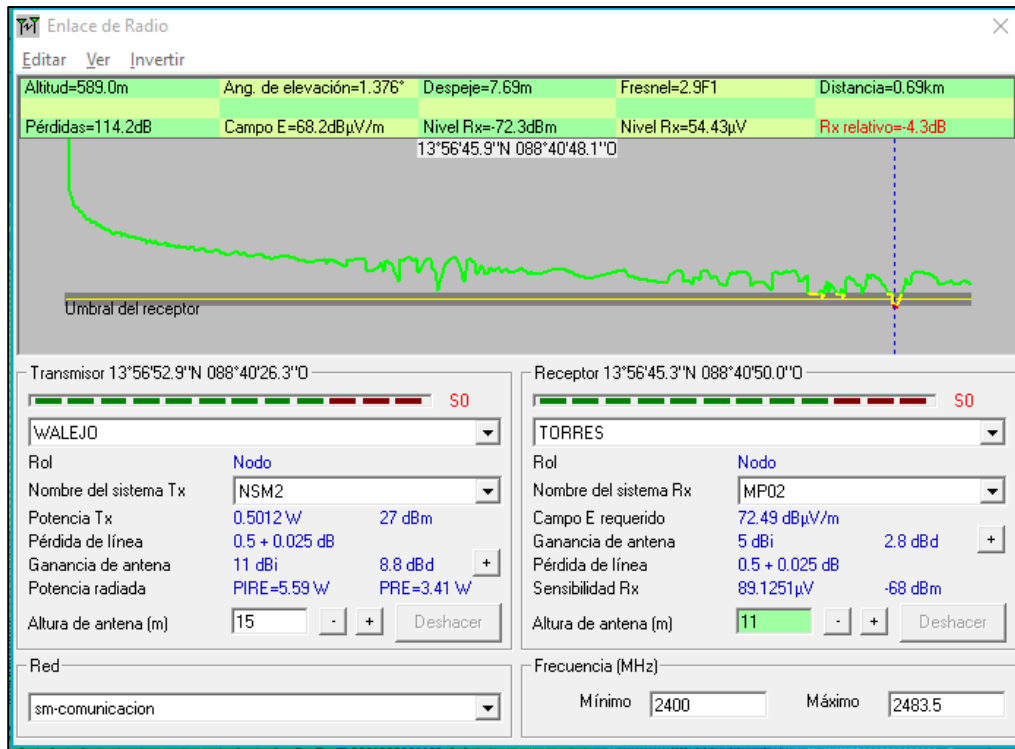 Enlace de Radio
Editar Ver Invertir
Altitud=589.0m Ang. de elevación=1.376° Despeje=7.69m Fresnel=2.9F1 Distancia=0.69km
Pérdidas=114.2dB Campo E=68.2dBµV/m Nivel Rx=-72.3dBm Nivel Rx=54.43µV Rx relativo=-4.3dB
13°56'45.9''N 088°40'48.1''O
Umbral del receptor
Transmisor 13°56'52.9''N 088°40'26.3''O
S0
WALEJO
Rol Nodo
Nombre del sistema Tx NSM2
Potencia Tx 0.5012 W 27 dBm
Pérdida de línea 0.5 + 0.025 dB
Ganancia de antena 11 dBi 8.8 dBd +
Potencia radiada PIRE=5.59 W PRE=3.41 W
Altura de antena (m) 15 - + Deshacer
Receptor 13°56'45.3''N 088°40'50.0''O
S0
TORRES
Rol Nodo
Nombre del sistema Rx MP02
Campo E requerido 72.49 dBµV/m
Ganancia de antena 5 dBi 2.8 dBd +
Pérdida de línea 0.5 + 0.025 dB
Sensibilidad Rx 89.1251µV -68 dBm
Altura de antena (m) 11 - + Deshacer
Red
sm-comunicacion
Frecuencia (MHz)
Mínimo 2400 Máximo 2483.5